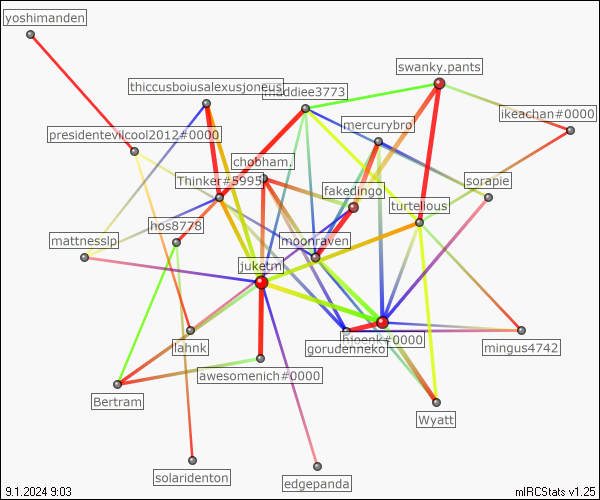 yoshimanden
swanky.pants
thiccusboiusalexusjoneus
maddiee3773
ikeachan#0000
mercurybro
presidentevilcool2012#0000
chobham,
Thinker#5995
fakedingo
sorapie
turtelious
hos8778
mattnesslp
moonraven
juketm
hioenk#0000
gorudenneko
lahnk
mingus4742
awesomenich#0000
Bertram
Wyatt
solaridenton
edgepanda
9.1.2024 9:03
mIRCStats v1.25